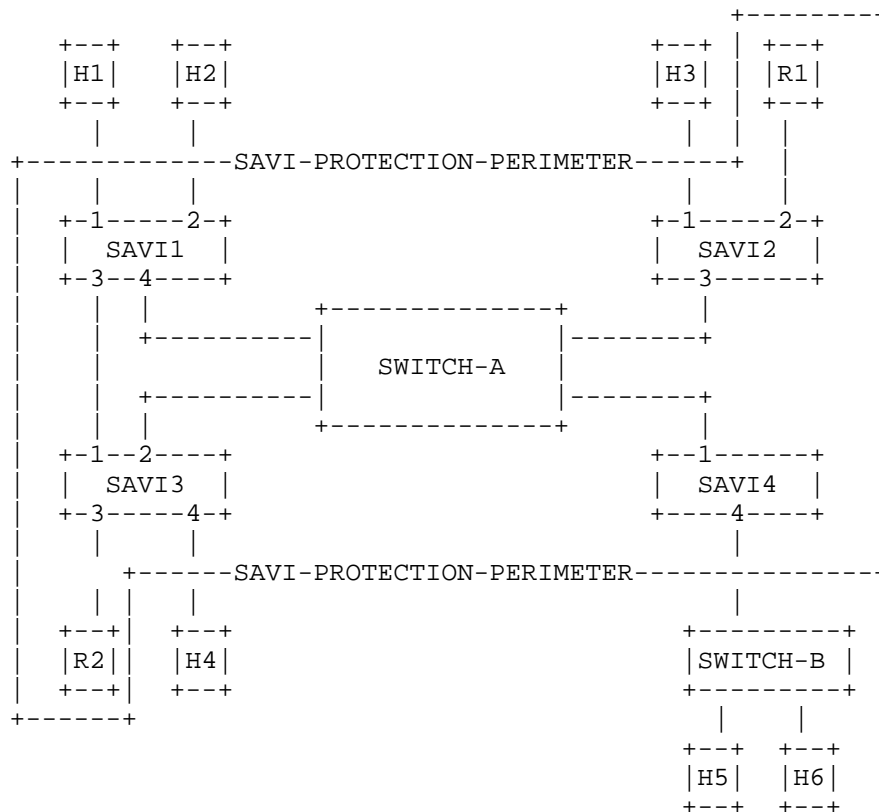 +---------
+--+ +--+ +--+ | +--+
|H1| |H2| |H3| | |R1|
+--+ +--+ +--+ | +--+
| | | | |
+-------------SAVI-PROTECTION-PERIMETER------+ |
| | | | |
| +-1-----2-+ +-1-----2-+
| | SAVI1 | | SAVI2 |
| +-3--4----+ +--3------+
| | | +--------------+ |
| | +----------| |--------+
| | | SWITCH-A |
| | +----------| |--------+
| | | +--------------+ |
| +-1--2----+ +--1------+
| | SAVI3 | | SAVI4 |
| +-3-----4-+ +----4----+
| | | |
| +------SAVI-PROTECTION-PERIMETER---------------
| | | | |
| +--+| +--+ +---------+
| |R2|| |H4| |SWITCH-B |
| +--+| +--+ +---------+
+------+ | |
+--+ +--+
|H5| |H6|
+--+ +--+